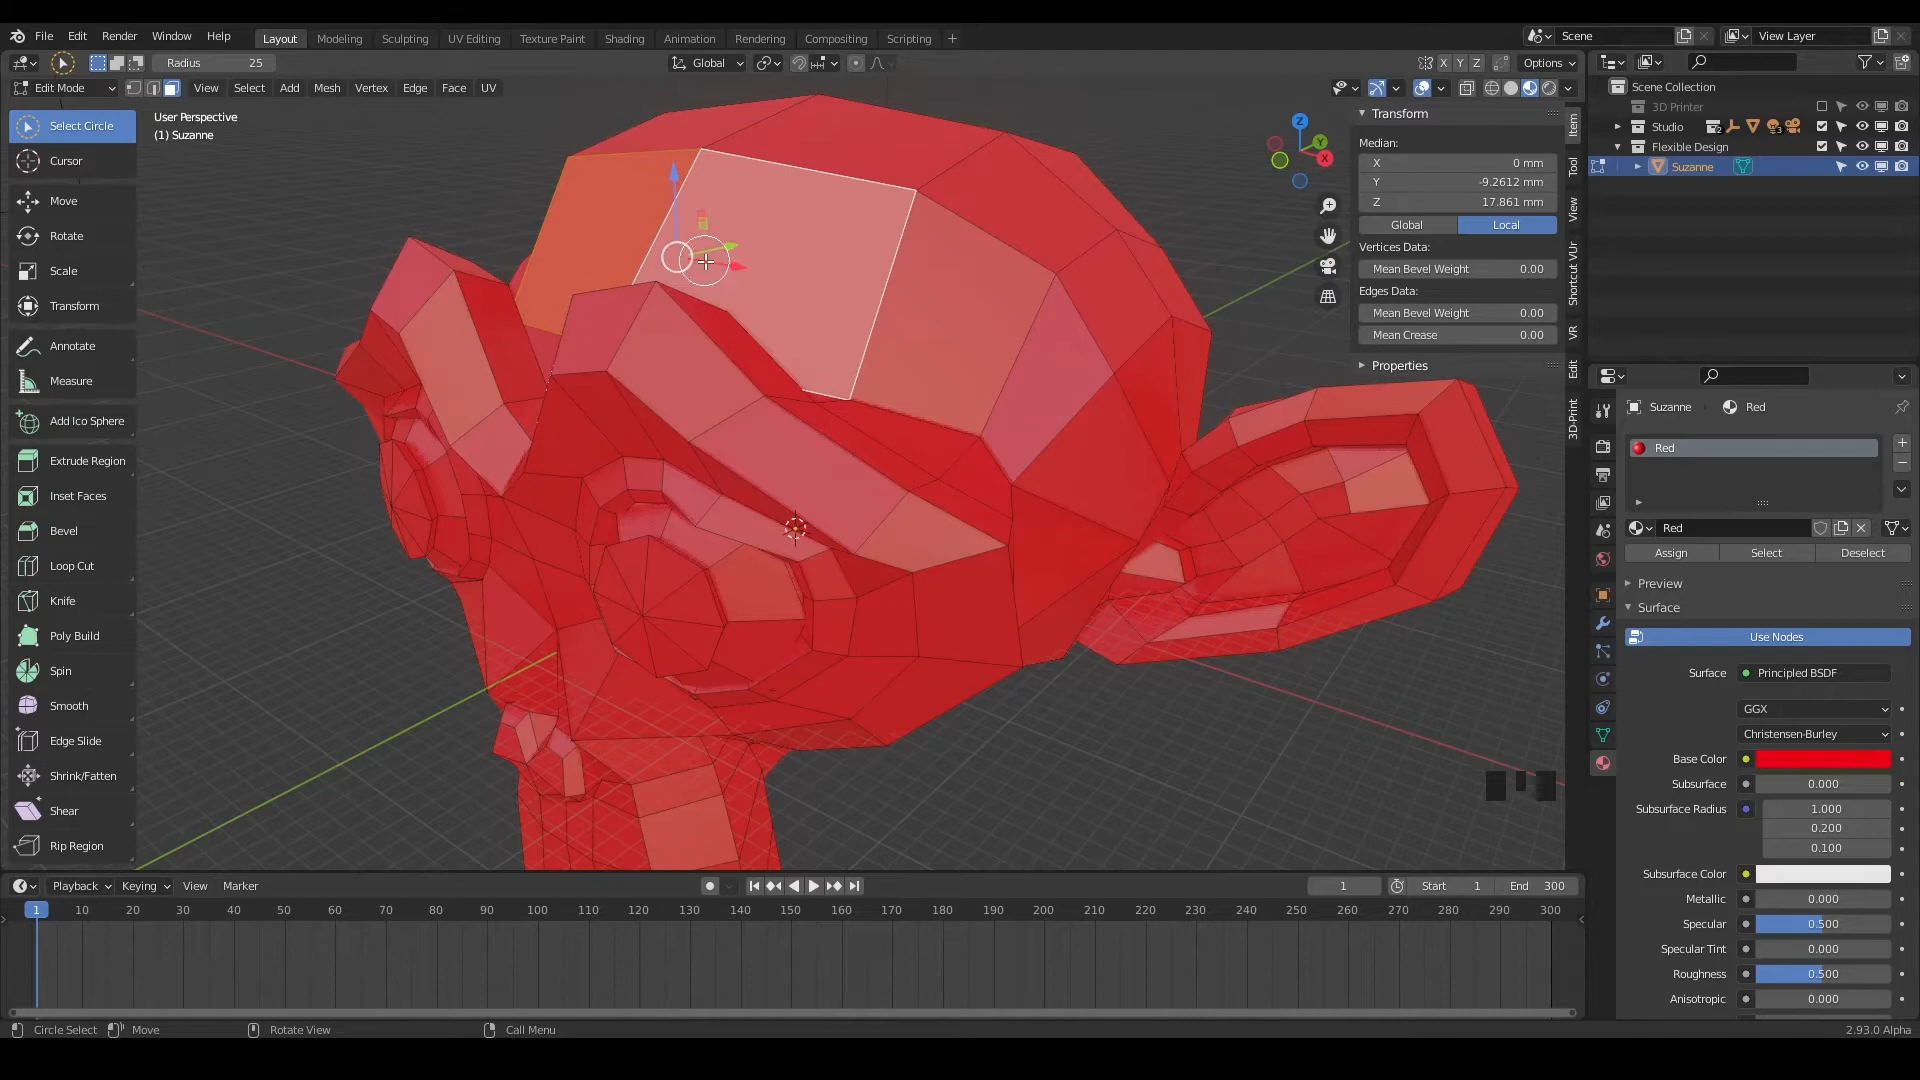 File Edit Render Window Help Layout Modeling Sculpting UV Editing Texture Paint Shading Animation Rendering Compositing Scripting + Scene View Layer
Radius 25 Global X Y Z Options
Edit Mode View Select Add Mesh Vertex Edge Face UV
User Perspective
(1) Suzanne
Select Circle
Cursor
Move
Rotate
Scale
Transform
Annotate
Measure
Add Ico Sphere
Extrude Region
Inset Faces
Bevel
Loop Cut
Knife
Poly Build
Spin
Smooth
Edge Slide
Shrink/Fatten
Shear
Rip Region
Z
Y
X
Transform
Median:
X 0 mm
Y -9.2612 mm
Z 17.861 mm
Global Local
Vertices Data:
Mean Bevel Weight 0.00
Edges Data:
Mean Bevel Weight 0.00
Mean Crease 0.00
Properties
Item
Tool
View
Shortcut VUr
VR
Edit
3D-Print
Scene Collection
3D Printer
Studio 2 3
Flexible Design
Suzanne
Suzanne Red
Red
Red
Assign Select Deselect
Preview
Surface
Use Nodes
Surface Principled BSDF
GGX
Christensen-Burley
Base Color
Subsurface 0.000
Subsurface Radius 1.000
0.200
0.100
Subsurface Color
Metallic 0.000
Specular 0.500
Specular Tint 0.000
Roughness 0.500
Anisotropic 0.000
Playback Keying View Marker 1 Start 1 End 300
1 10 20 30 40 50 60 70 80 90 100 110 120 130 140 150 160 170 180 190 200 210 220 230 240 250 260 270 280 290 300
Circle Select Move Rotate View Call Menu 2.93.0 Alpha